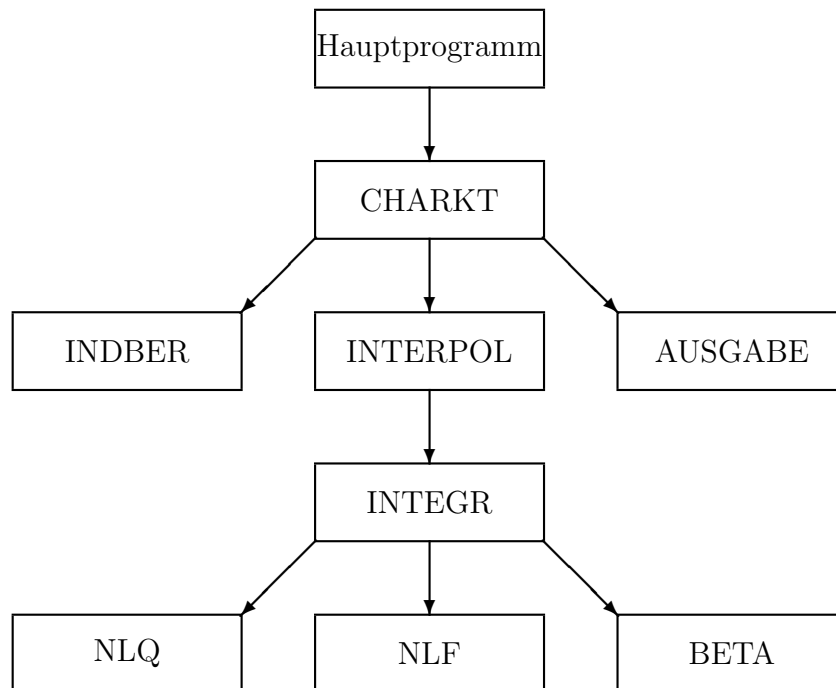 Hauptprogramm
CHARKT
INDBER
INTERPOL
AUSGABE
INTEGR
NLQ
NLF
BETA